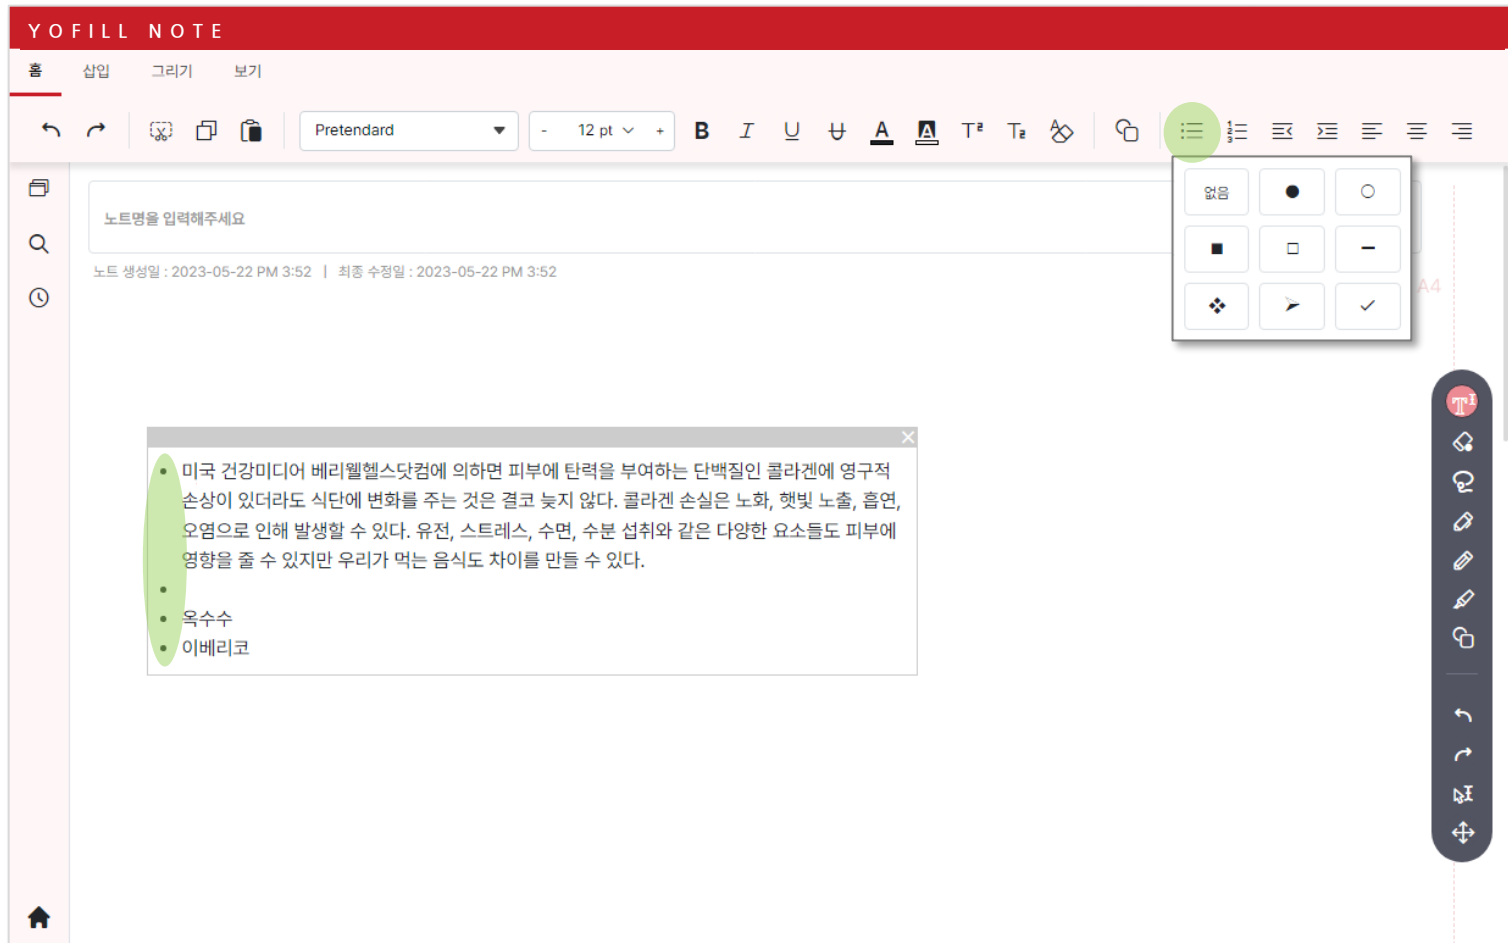 YOFILL NOTE
홈 삽입 그리기 보기
Pretendard - 12 pt +
없음
노트명을 입력해주세요
노트 생성일 : 2023-05-22 PM 3:52 | 최종 수정일 : 2023-05-22 PM 3:52
A4
미국 건강미디어 베리웰헬스닷컴에 의하면 피부에 탄력을 부여하는 단백질인 콜라겐에 영구적
손상이 있더라도 식단에 변화를 주는 것은 결코 늦지 않다. 콜라겐 손실은 노화, 햇빛 노출, 흡연,
오염으로 인해 발생할 수 있다. 유전, 스트레스, 수면, 수분 섭취와 같은 다양한 요소들도 피부에
영향을 줄 수 있지만 우리가 먹는 음식도 차이를 만들 수 있다.
옥수수
이베리코